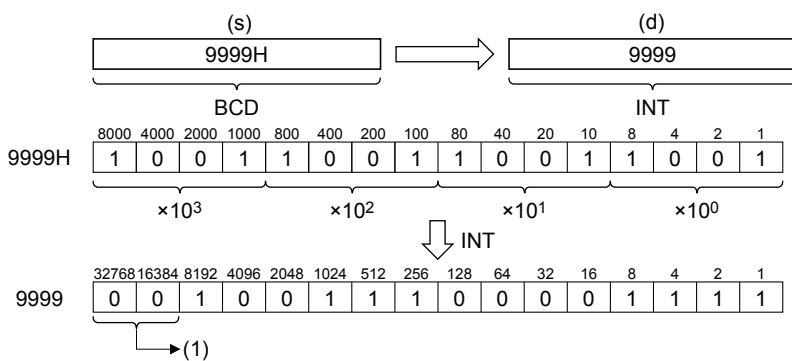 (s) (d)
9999H 9999
BCD INT
8000 4000 2000 1000 800 400 200 100 80 40 20 10 8 4 2 1
9999H 1 0 0 1 1 0 0 1 1 0 0 1 1 0 0 1
×10³ ×10² ×10¹ ×10⁰
INT
32768 16384 8192 4096 2048 1024 512 256 128 64 32 16 8 4 2 1
9999 0 0 1 0 0 1 1 1 0 0 0 0 1 1 1 1
(1)